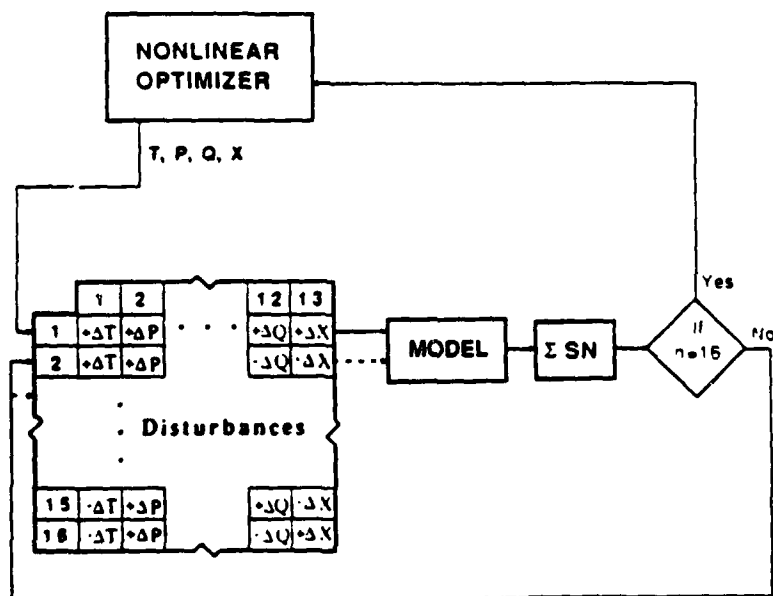 NONLINEAR
OPTIMIZER
T, P, Q, X
1 2 12 13
1 +ΔT +ΔP · · · +ΔQ +ΔX
2 +ΔT +ΔP -ΔQ -ΔX
Disturbances
15 -ΔT +ΔP +ΔQ -ΔX
16 -ΔT +ΔP -ΔQ +ΔX
MODEL
Σ SN
If
n=16
Yes
No